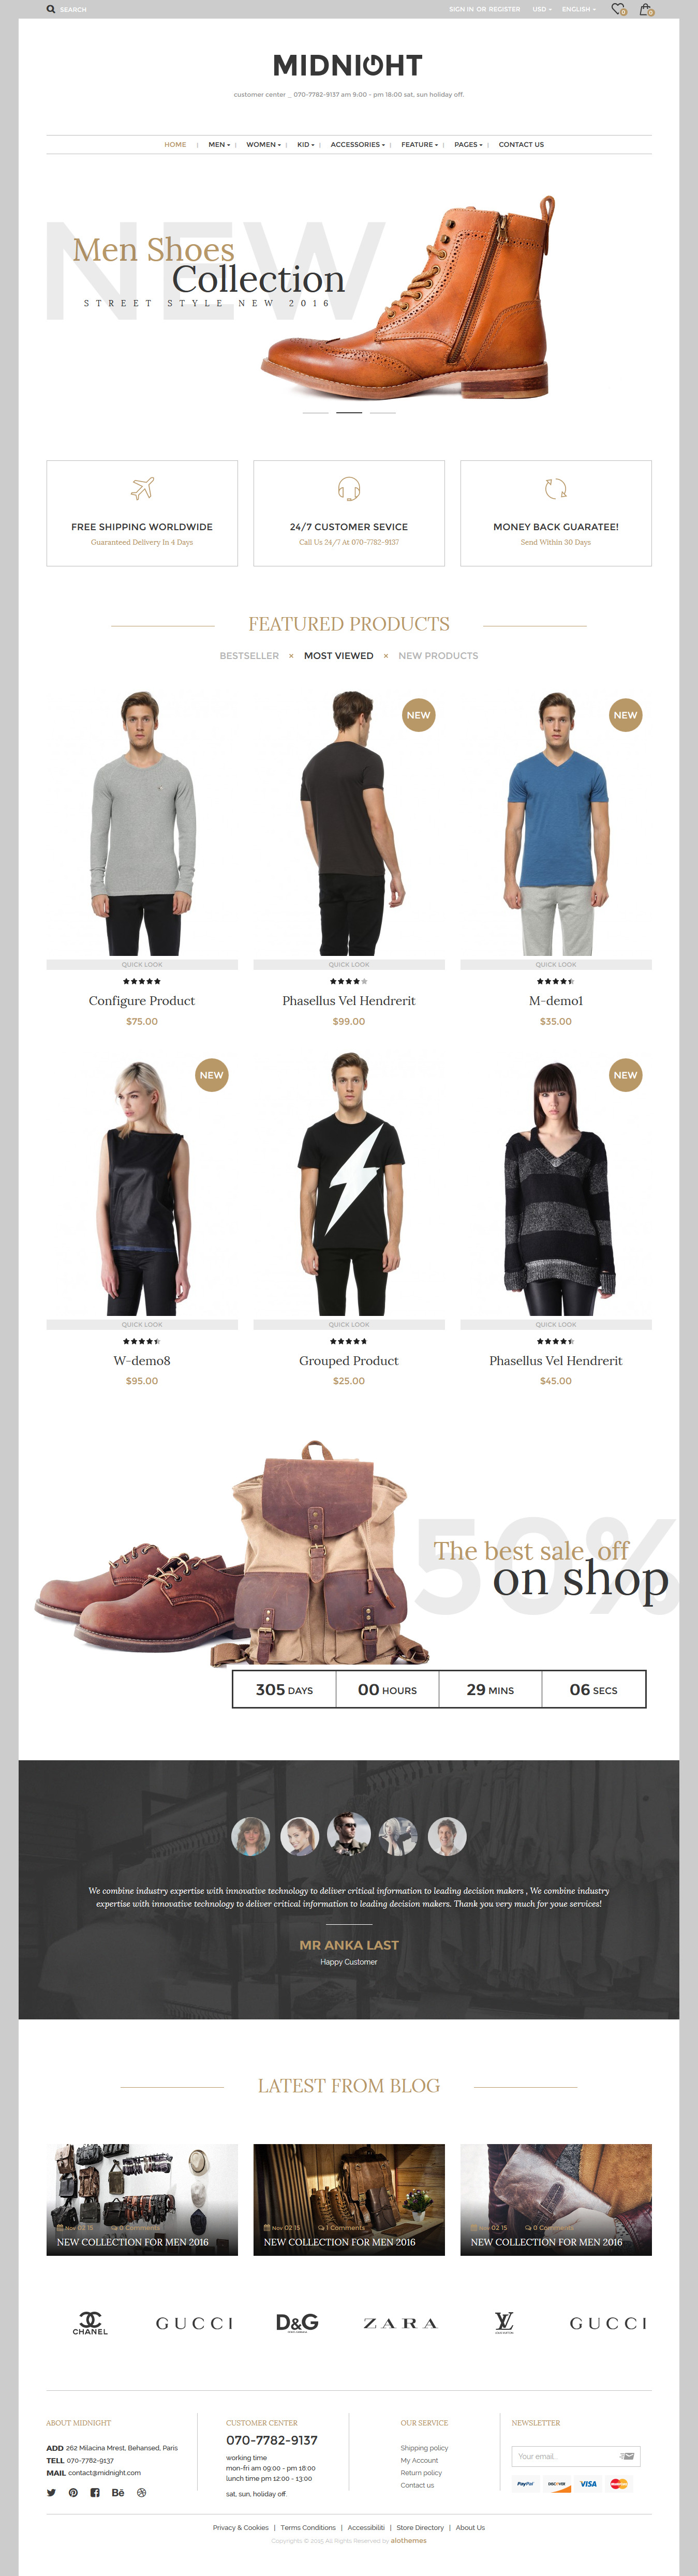 SEARCH
SIGN IN OR REGISTER USD ENGLISH 0 0
MIDNIGHT
customer center _ 070-7782-9137 am 9:00 - pm 18:00 sat, sun holiday off.
HOME | MEN | WOMEN | KID | ACCESSORIES | FEATURE | PAGES | CONTACT US
NEW
Men Shoes
Collection
STREET STYLE NEW 2016
FREE SHIPPING WORLDWIDE
Guaranteed Delivery In 4 Days
24/7 CUSTOMER SEVICE
Call Us 24/7 At 070-7782-9137
MONEY BACK GUARATEE!
Send Within 30 Days
FEATURED PRODUCTS
BESTSELLER × MOST VIEWED × NEW PRODUCTS
NEW
NEW
QUICK LOOK
QUICK LOOK
QUICK LOOK
Configure Product
Phasellus Vel Hendrerit
M-demo1
$75.00
$99.00
$35.00
NEW
NEW
QUICK LOOK
QUICK LOOK
QUICK LOOK
W-demo8
Grouped Product
Phasellus Vel Hendrerit
$95.00
$25.00
$45.00
50%
The best sale off
on shop
305 DAYS 00 HOURS 29 MINS 06 SECS
We combine industry expertise with innovative technology to deliver critical information to leading decision makers , We combine industry
expertise with innovative technology to deliver critical information to leading decision makers. Thank you very much for youe services!
MR ANKA LAST
Happy Customer
LATEST FROM BLOG
Nov 02 15 0 Comments
NEW COLLECTION FOR MEN 2016
Nov 02 15 1 Comments
NEW COLLECTION FOR MEN 2016
Nov 02 15 0 Comments
NEW COLLECTION FOR MEN 2016
CHANEL
GUCCI
D&G
ZARA
LV
GUCCI
ABOUT MIDNIGHT
ADD 262 Milacina Mrest, Behansed, Paris
TELL 070-7782-9137
MAIL contact@midnight.com
Bē
CUSTOMER CENTER
070-7782-9137
working time
mon-fri am 09.00 - pm 18:00
lunch time pm 12:00 - 13:00
sat, sun, holiday off.
OUR SERVICE
Shipping policy
My Account
Return policy
Contact us
NEWSLETTER
Your email...
PayPal DISCOVER VISA MasterCard
Privacy & Cookies | Terms Conditions | Accessibiliti | Store Directory | About Us
Copyrights © 2015 All Rights Reserved by alothemes